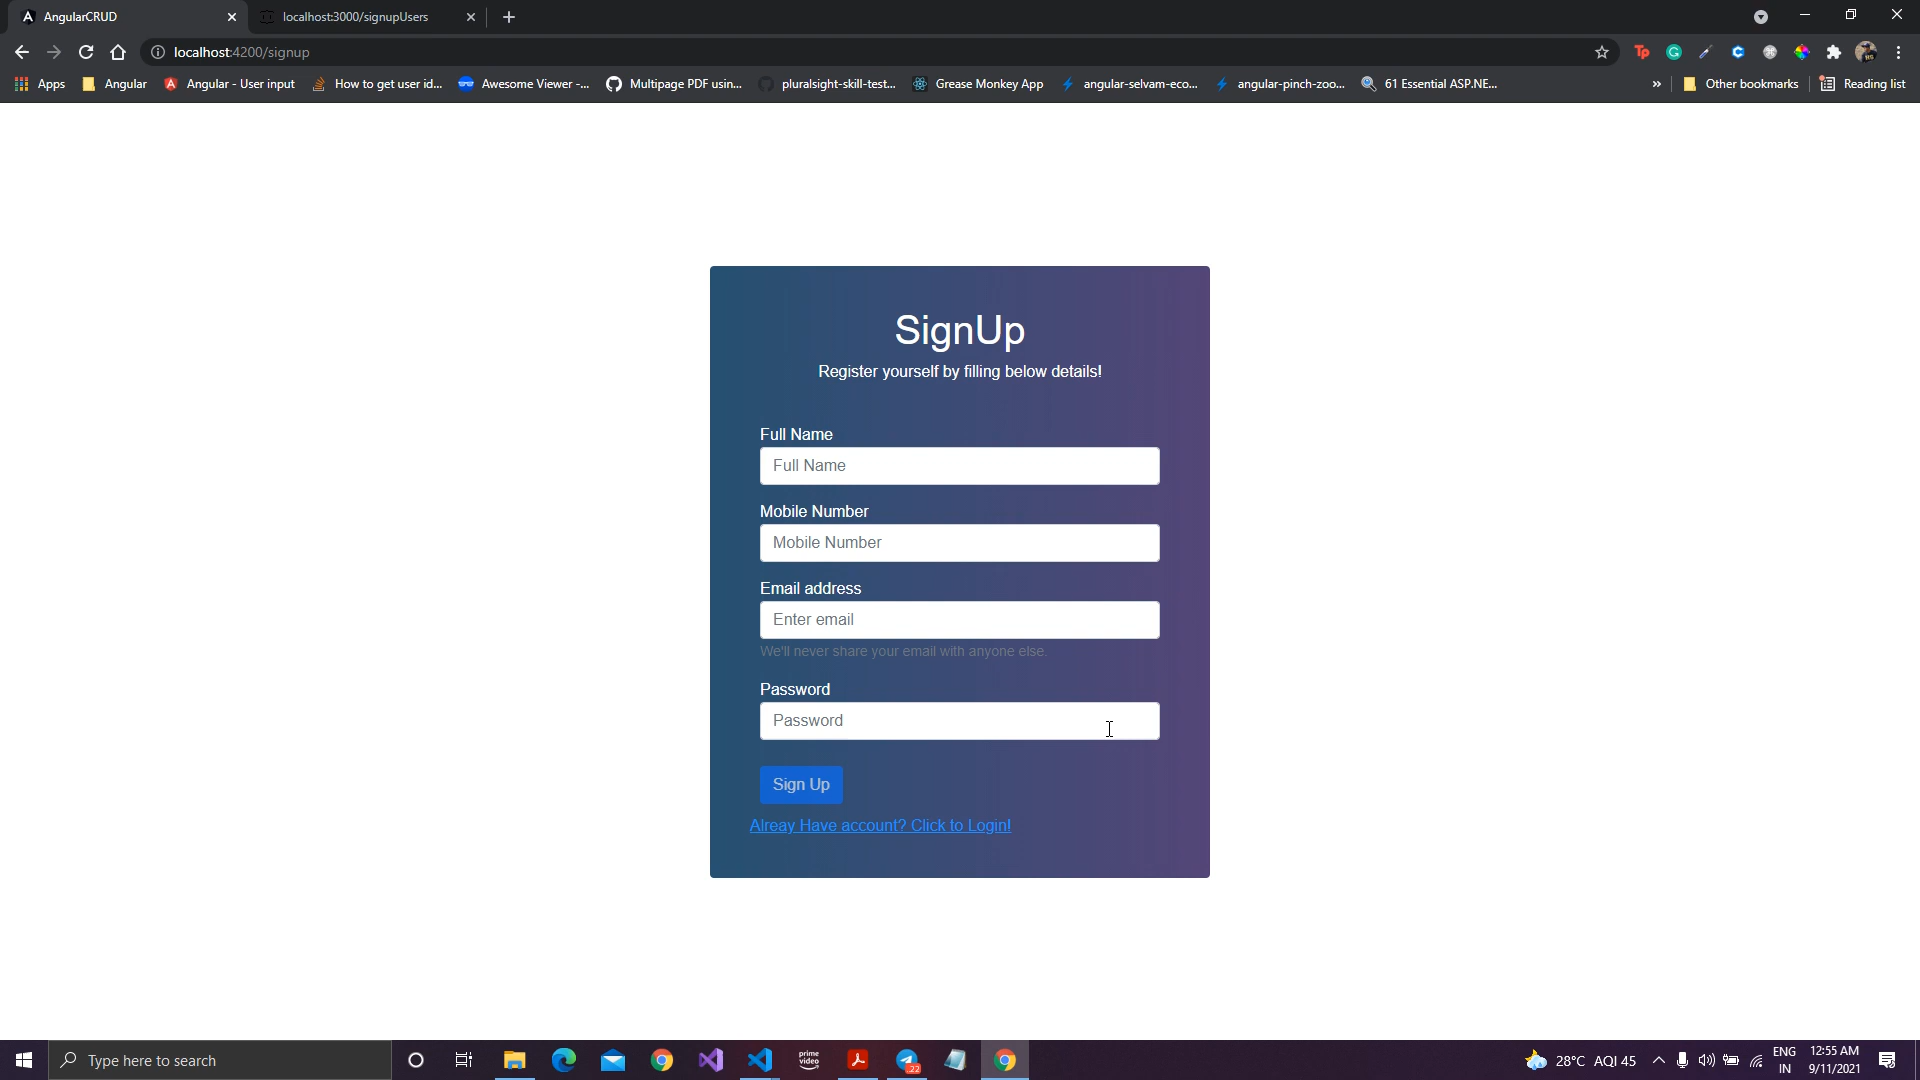 AngularCRUD
localhost:3000/signupUsers
localhost:4200/signup
Apps Angular Angular - User input How to get user id... Awesome Viewer -... Multipage PDF usin... pluralsight-skill-test... Grease Monkey App angular-selvam-eco... angular-pinch-zoo... 61 Essential ASP.NE... » Other bookmarks Reading list
SignUp
Register yourself by filling below details!
Full Name
Full Name
Mobile Number
Mobile Number
Email address
Enter email
We'll never share your email with anyone else.
Password
Password
Sign Up
Alreay Have account? Click to Login!
Type here to search
prime video
22
28°C AQI 45
ENG
IN
12:55 AM
9/11/2021